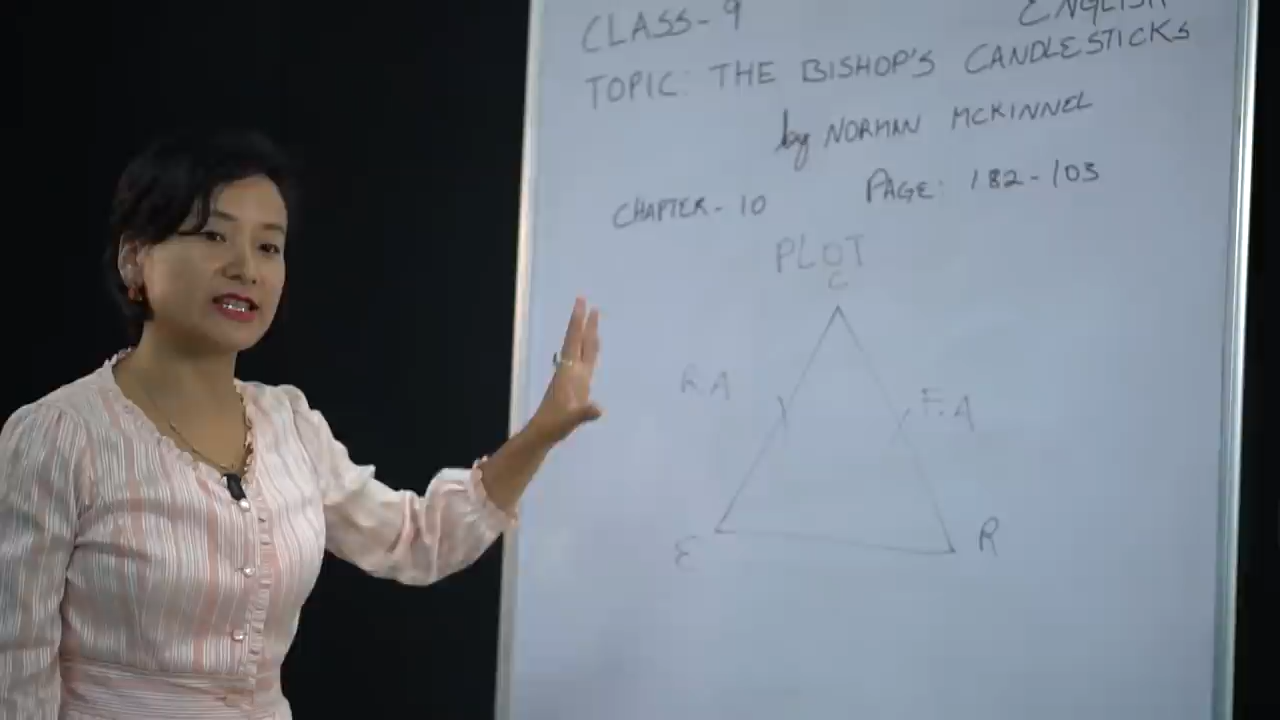 CLASS-9 ENGLISH
TOPIC: THE BISHOP'S CANDLESTICKS
by NORMAN MCKINNEL
CHAPTER-10 PAGE: 182-103
PLOT
C
R.A F.A
E R